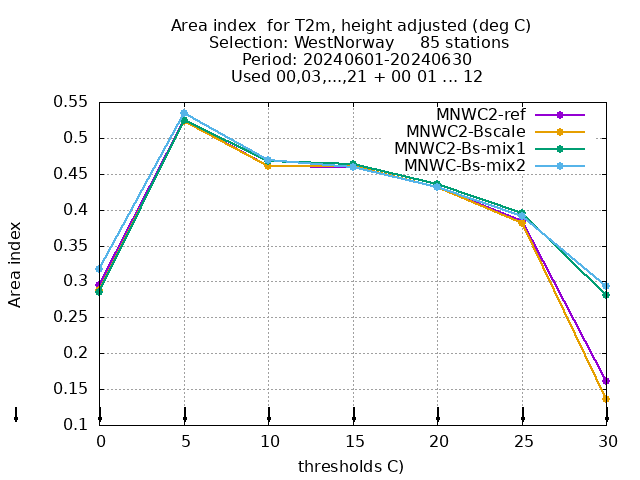 Area index  for T2m, height adjusted (deg C)
Selection: WestNorway     85 stations
Period: 20240601-20240630
Used 00,03,...,21 + 00 01 ... 12
MNWC2-ref
MNWC2-Bscale
MNWC2-Bs-mix1
MNWC-Bs-mix2
0.55
0.5
0.45
0.4
0.35
0.3
0.25
0.2
0.15
0.1
Area index
0 5 10 15 20 25 30
thresholds C)